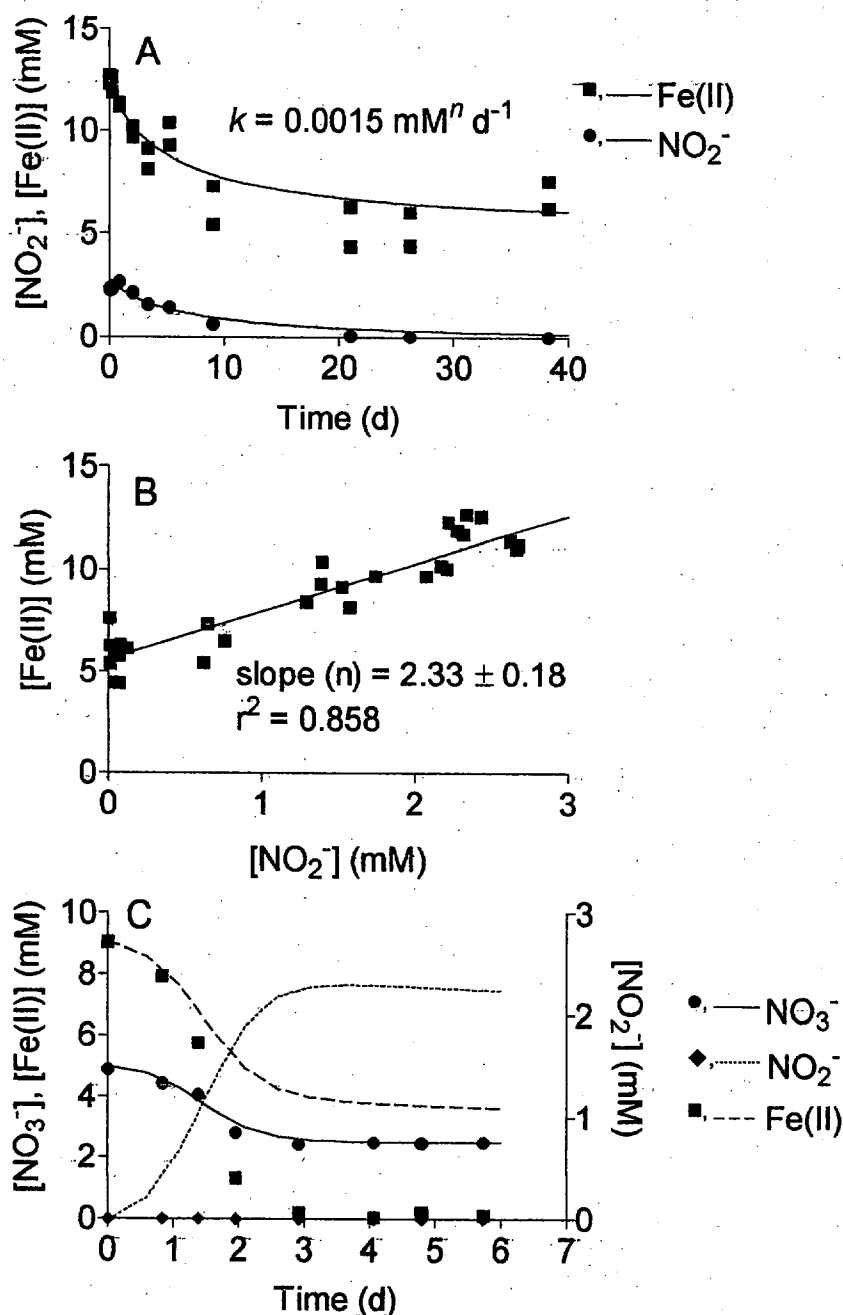 A
15
10
5
0
[NO₂⁻], [Fe(II)] (mM)
k = 0.0015 mMⁿ d⁻¹
Fe(II)
NO₂⁻
0 10 20 30 40
Time (d)
B
15
10
5
0
[Fe(II)] (mM)
slope (n) = 2.33 ± 0.18
r² = 0.858
0 1 2 3
[NO₂⁻] (mM)
C
10
8
6
4
2
0
[NO₃⁻], [Fe(II)] (mM)
3
2
1
0
[NO₂⁻] (mM)
NO₃⁻
NO₂⁻
Fe(II)
0 1 2 3 4 5 6 7
Time (d)